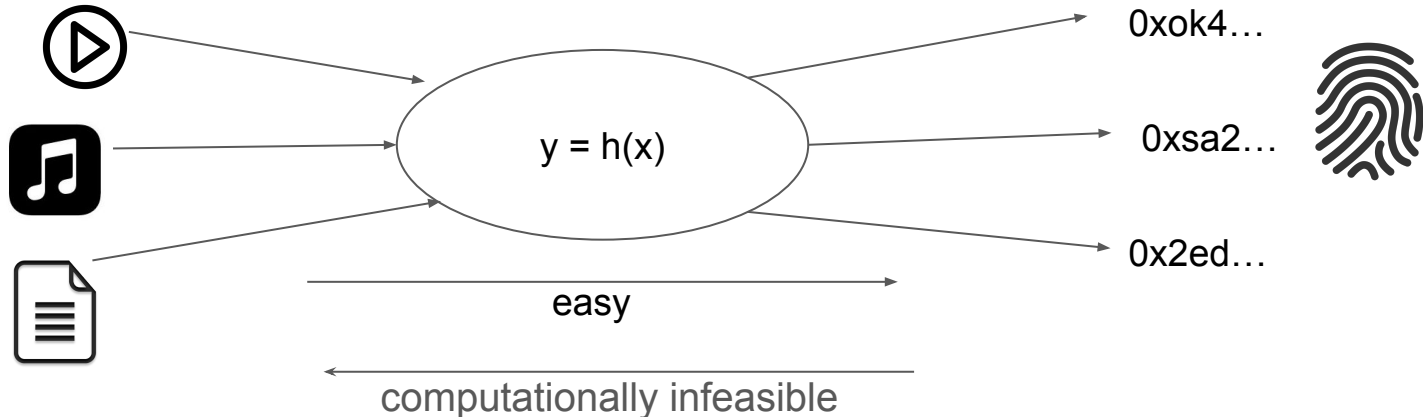 0xok4…
y = h(x)
0xsa2…
0x2ed…
easy
computationally infeasible